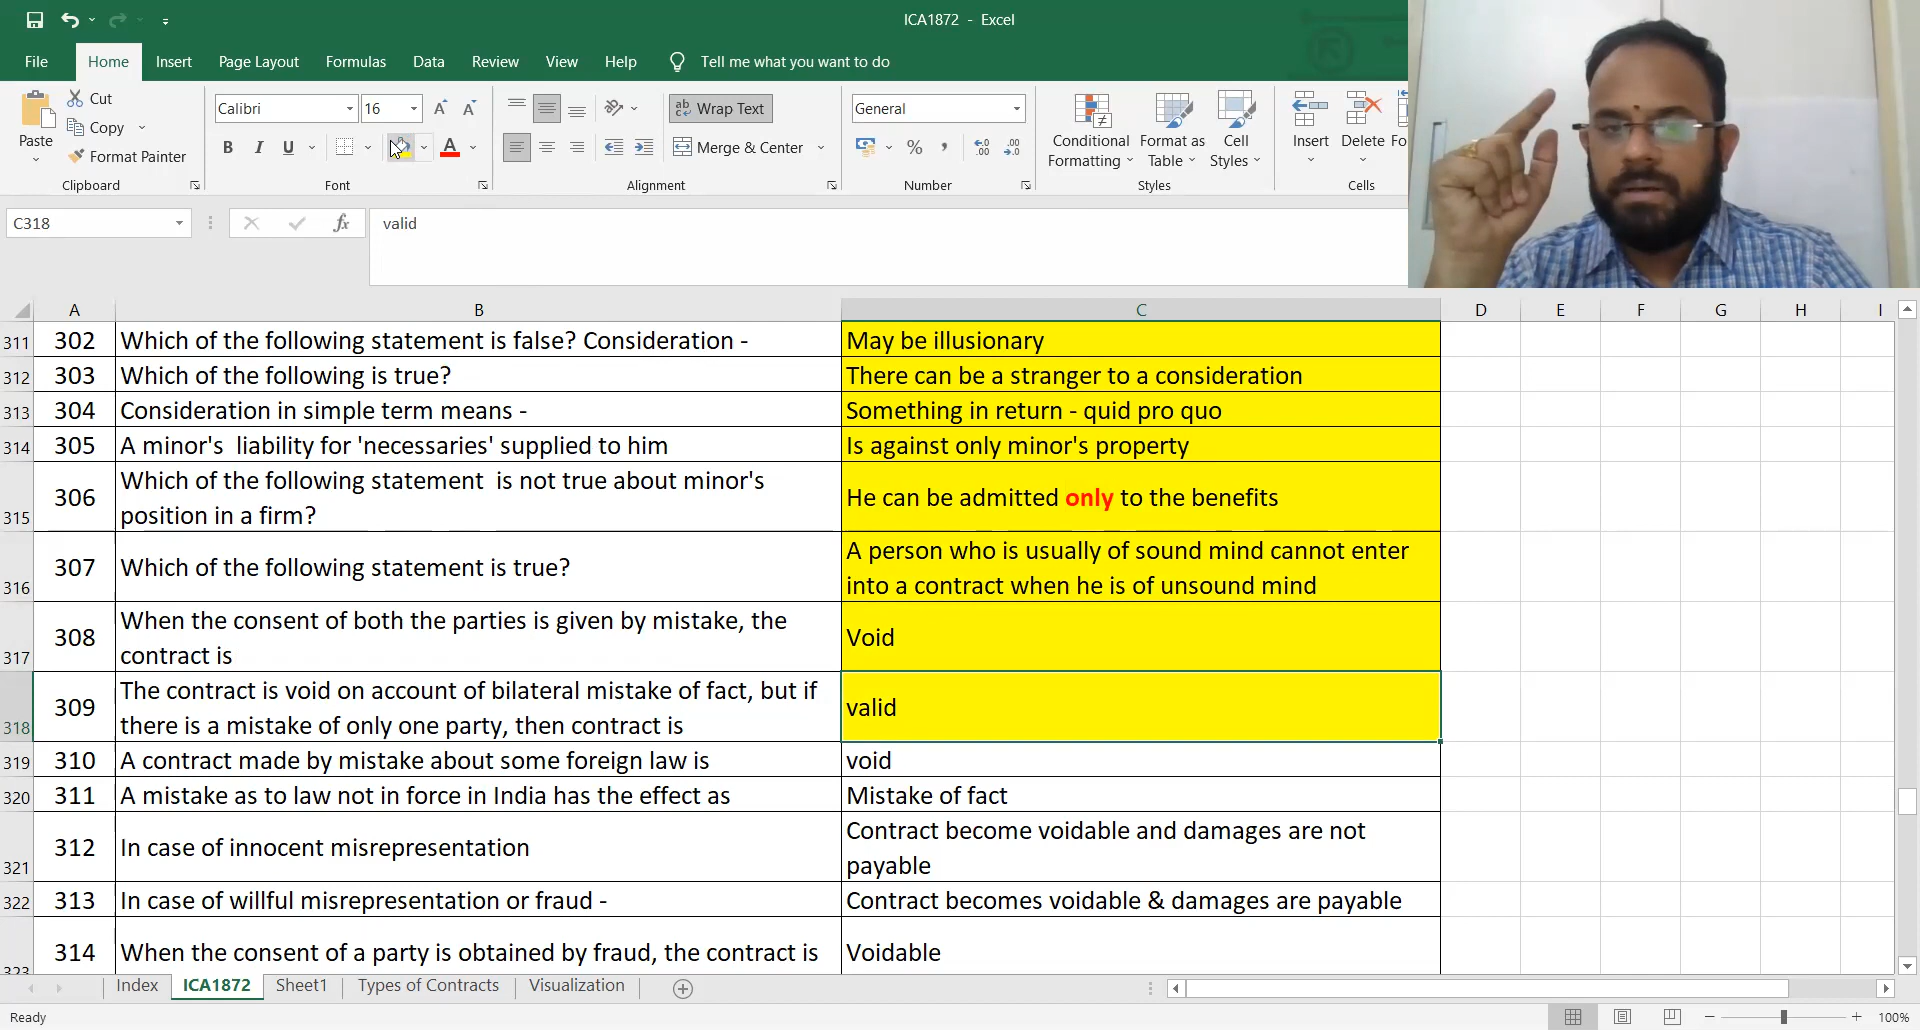 ICA1872 - Excel
File Home Insert Page Layout Formulas Data Review View Help Tell me what you want to do
Paste
Cut
Copy
Format Painter
Clipboard
Calibri 16
B I U A
Font
ab Wrap Text
Merge & Center
Alignment
General
% ,
Number
Conditional Formatting
Format as Table
Cell Styles
Styles
Insert Delete Fo
Cells
C318 fx valid
A B C D E F G H I
311 302 Which of the following statement is false? Consideration - May be illusionary
312 303 Which of the following is true? There can be a stranger to a consideration
313 304 Consideration in simple term means - Something in return - quid pro quo
314 305 A minor's liability for 'necessaries' supplied to him Is against only minor's property
Which of the following statement is not true about minor's
315 306 position in a firm? He can be admitted only to the benefits
A person who is usually of sound mind cannot enter
316 307 Which of the following statement is true? into a contract when he is of unsound mind
When the consent of both the parties is given by mistake, the
317 308 contract is Void
The contract is void on account of bilateral mistake of fact, but if
318 309 there is a mistake of only one party, then contract is valid
319 310 A contract made by mistake about some foreign law is void
320 311 A mistake as to law not in force in India has the effect as Mistake of fact
Contract become voidable and damages are not
321 312 In case of innocent misrepresentation payable
322 313 In case of willful misrepresentation or fraud - Contract becomes voidable & damages are payable
323 314 When the consent of a party is obtained by fraud, the contract is Voidable
Index ICA1872 Sheet1 Types of Contracts Visualization
Ready 100%